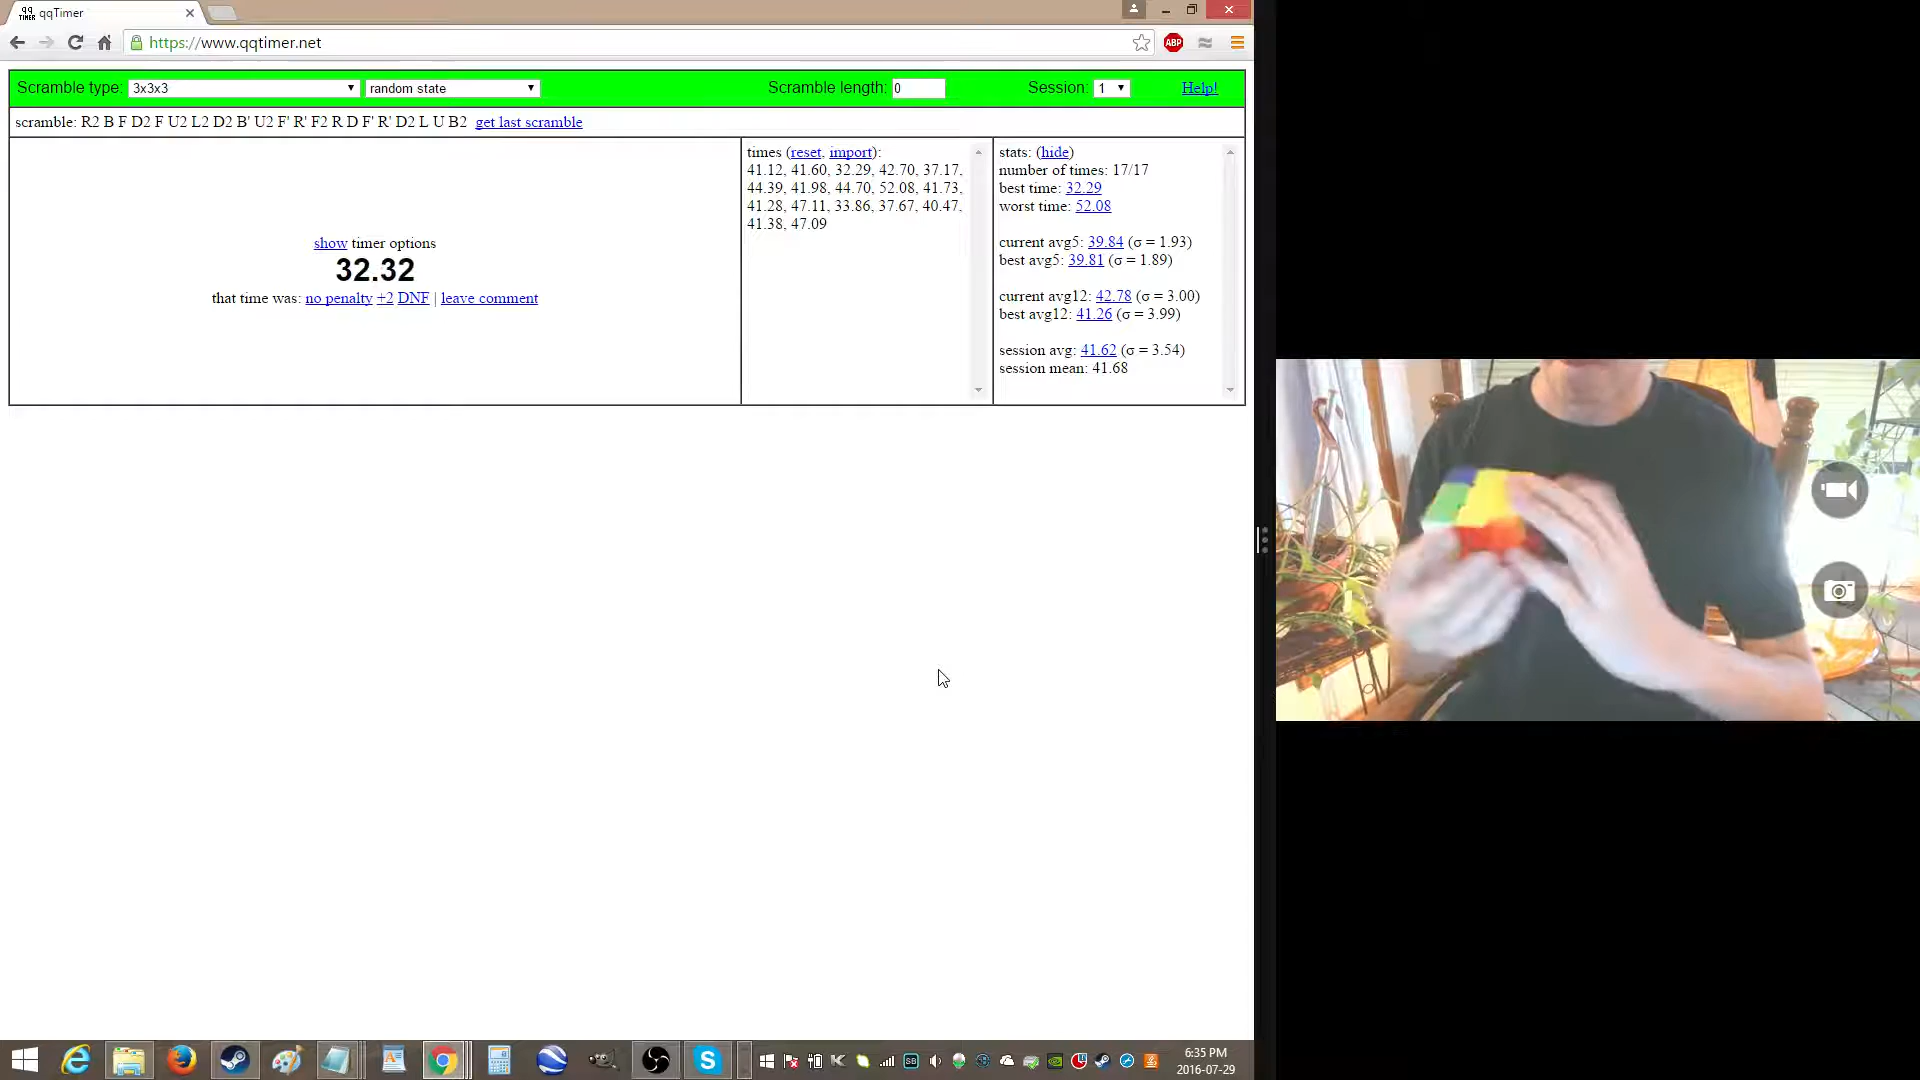 qq
TIMER
qqTimer
https://www.qqtimer.net
ABP
Scramble type: 3x3x3 random state Scramble length: 0 Session: 1 Help!
scramble: R2 B F D2 F U2 L2 D2 B' U2 F' R' F2 R D F' R' D2 L U B2 get last scramble
show timer options
32.32
that time was: no penalty +2 DNF | leave comment
times (reset, import):
41.12, 41.60, 32.29, 42.70, 37.17,
44.39, 41.98, 44.70, 52.08, 41.73,
41.28, 47.11, 33.86, 37.67, 40.47,
41.38, 47.09
stats: (hide)
number of times: 17/17
best time: 32.29
worst time: 52.08
current avg5: 39.84 (σ = 1.93)
best avg5: 39.81 (σ = 1.89)
current avg12: 42.78 (σ = 3.00)
best avg12: 41.26 (σ = 3.99)
session avg: 41.62 (σ = 3.54)
session mean: 41.68
SB
6:35 PM
2016-07-29